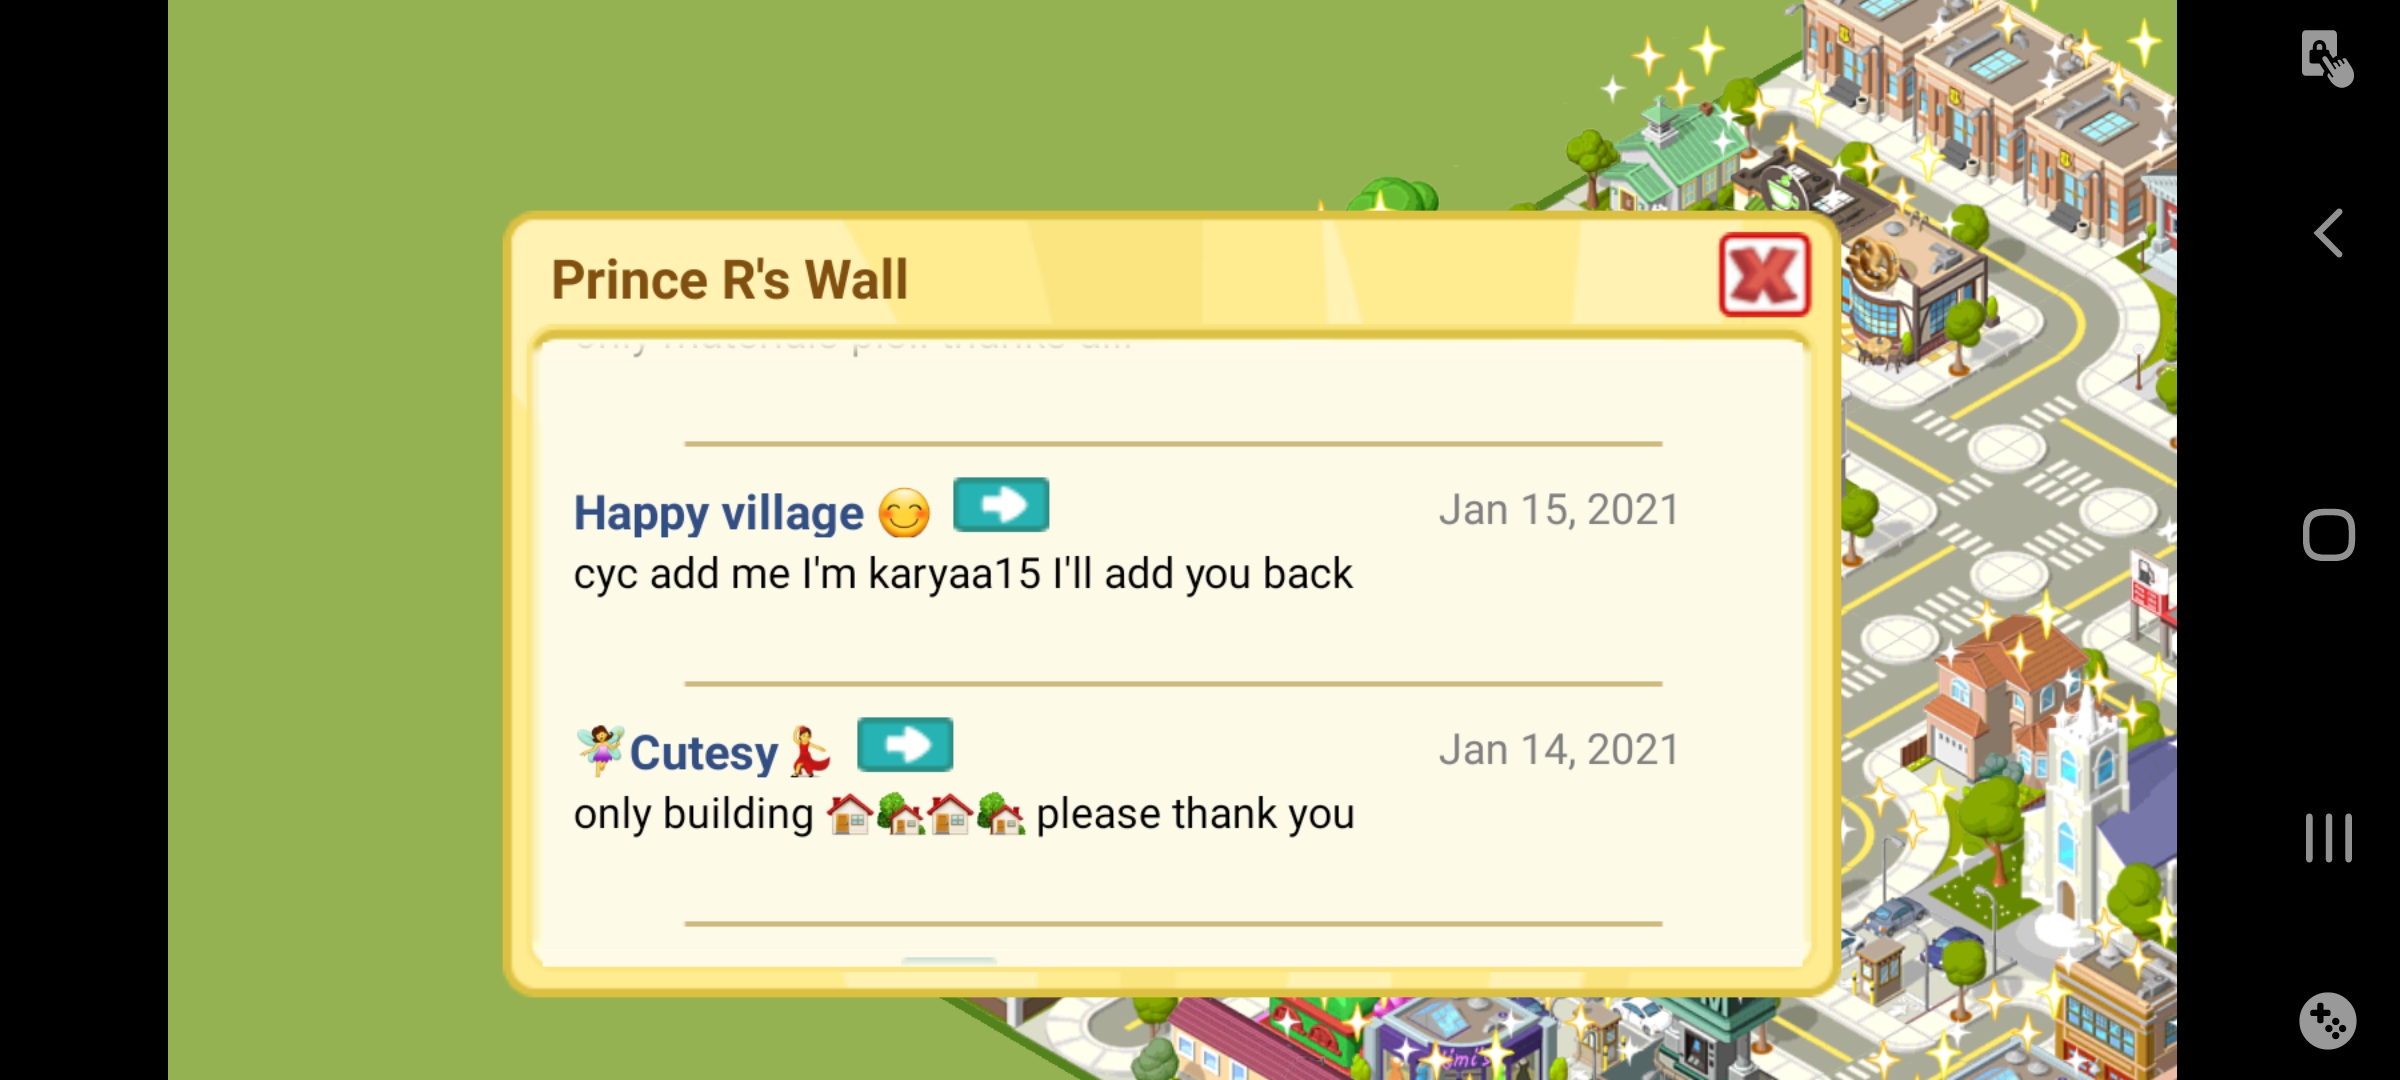 Prince R's Wall
Happy village 😊
Jan 15, 2021
cyc add me I'm karyaa15 I'll add you back
🧚‍♀️Cutesy💃
Jan 14, 2021
only building 🏠🏡🏠🏡 please thank you